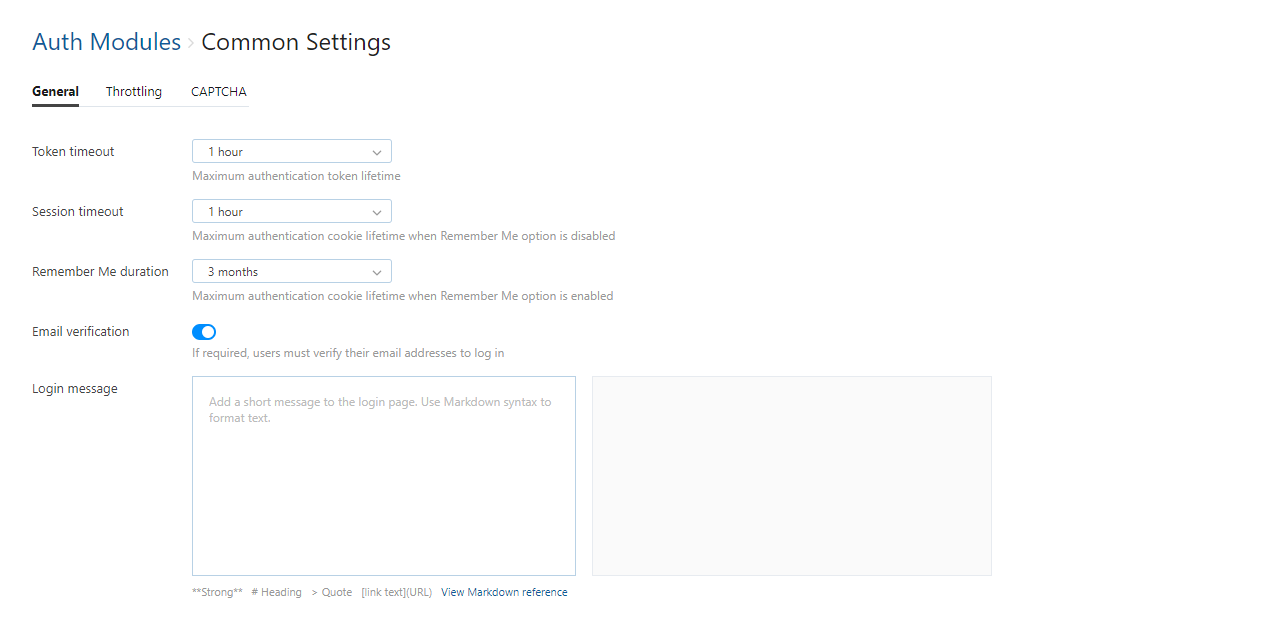 Auth Modules › Common Settings
General Throttling CAPTCHA
Token timeout 1 hour
Maximum authentication token lifetime
Session timeout 1 hour
Maximum authentication cookie lifetime when Remember Me option is disabled
Remember Me duration 3 months
Maximum authentication cookie lifetime when Remember Me option is enabled
Email verification
If required, users must verify their email addresses to log in
Login message
Add a short message to the login page. Use Markdown syntax to
format text.
**Strong** # Heading > Quote [link text](URL) View Markdown reference